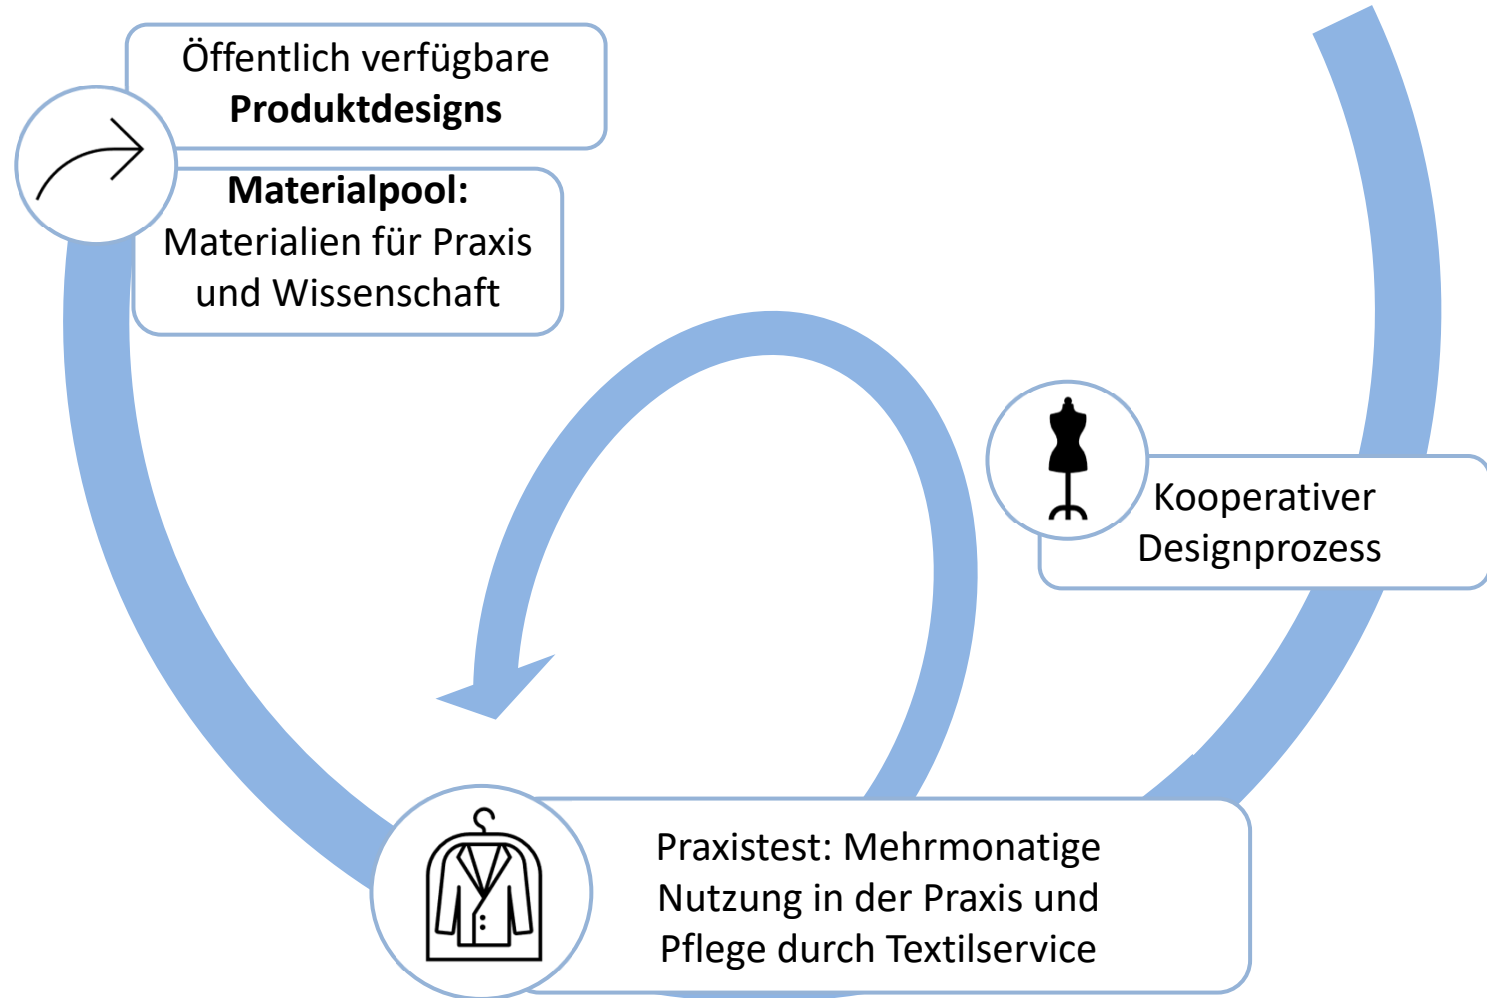 Öffentlich verfügbare
Produktdesigns
Materialpool:
Materialien für Praxis
und Wissenschaft
Kooperativer
Designprozess
Praxistest: Mehrmonatige
Nutzung in der Praxis und
Pflege durch Textilservice